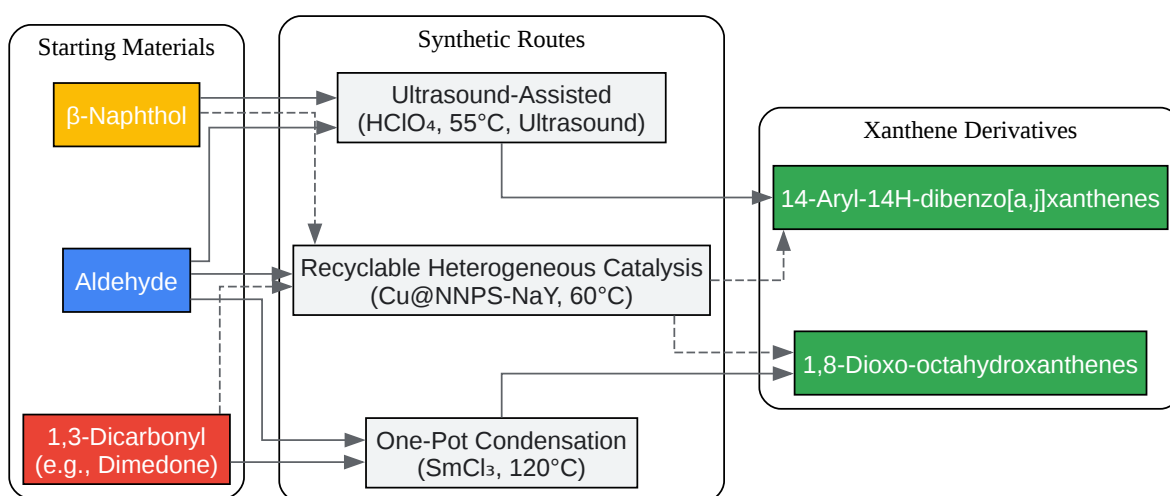 Starting Materials
β-Naphthol
Aldehyde
1,3-Dicarbonyl
(e.g., Dimedone)
Synthetic Routes
Ultrasound-Assisted
(HClO₄, 55°C, Ultrasound)
Recyclable Heterogeneous Catalysis
(Cu@NNPS-NaY, 60°C)
One-Pot Condensation
(SmCl₃, 120°C)
Xanthene Derivatives
14-Aryl-14H-dibenzo[a,j]xanthenes
1,8-Dioxo-octahydroxanthenes